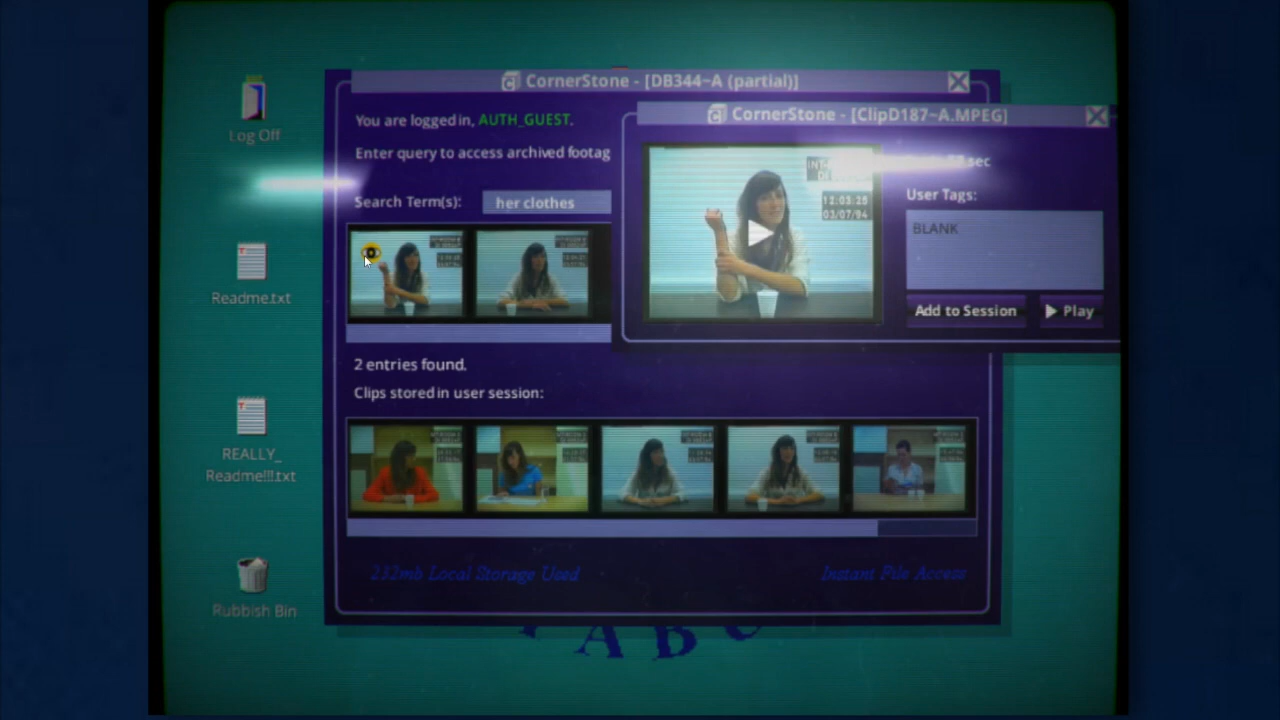 CornerStone - [DB344~A (partial)]
You are logged in, AUTH_GUEST.
Enter query to access archived footag
Search Term(s):
her clothes
2 entries found.
Clips stored in user session:
232mb Local Storage Used
Instant File Access
CornerStone - [ClipD187~A.MPEG]
sec
User Tags:
BLANK
Add to Session
Play
12:03:25
03/07/94
Log Off
Readme.txt
REALLY_
Readme!!!.txt
Rubbish Bin